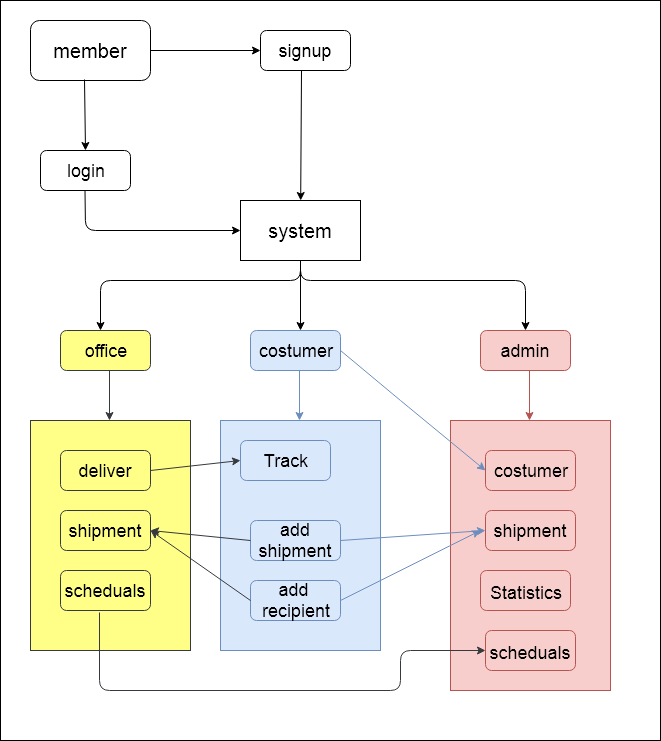 member
signup
login
system
office
costumer
admin
deliver
Track
costumer
shipment
add
shipment
shipment
scheduals
add
recipient
Statistics
scheduals